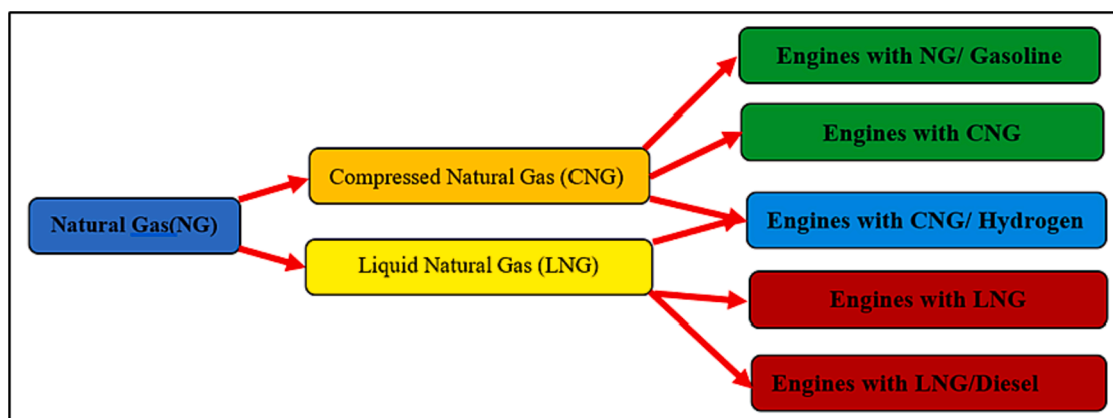 Natural Gas(NG)
Compressed Natural Gas (CNG)
Liquid Natural Gas (LNG)
Engines with NG/ Gasoline
Engines with CNG
Engines with CNG/ Hydrogen
Engines with LNG
Engines with LNG/Diesel